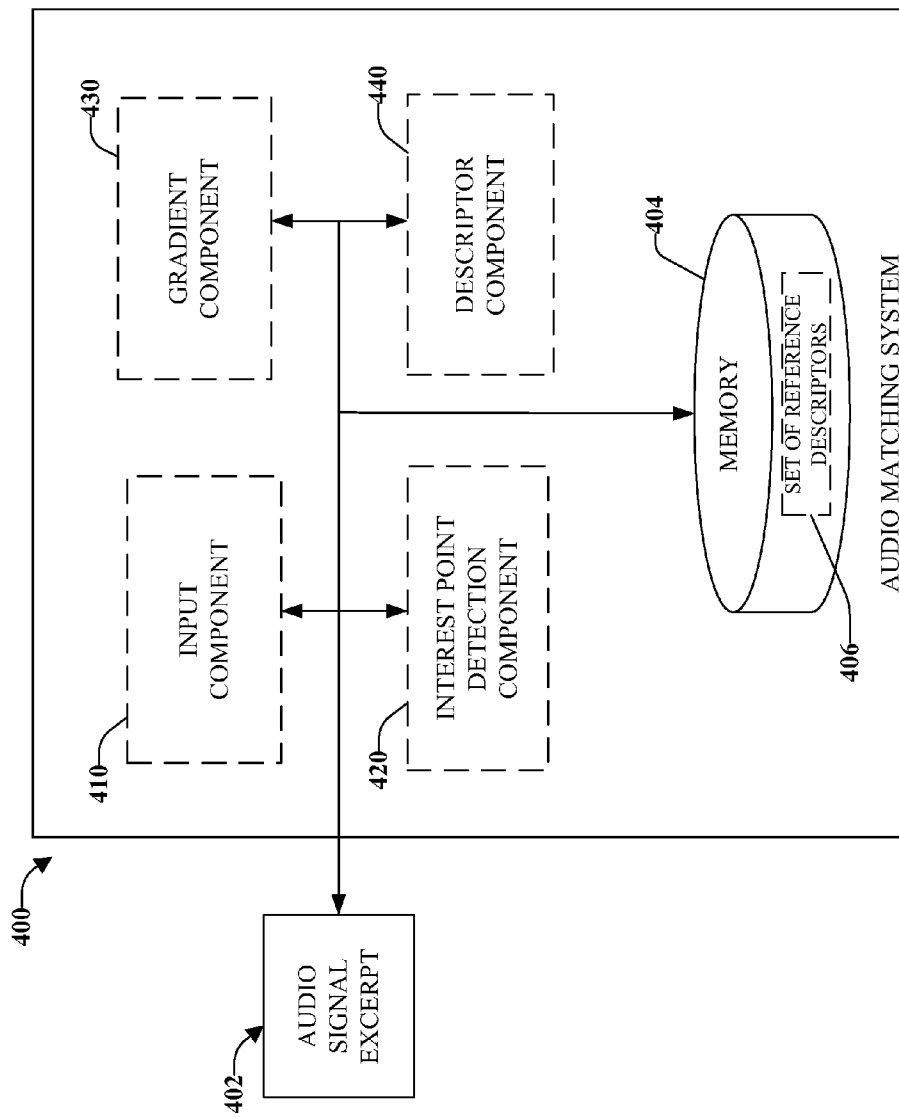 400
402
AUDIO
SIGNAL
EXCERPT
410
INPUT
COMPONENT
430
GRADIENT
COMPONENT
420
INTEREST POINT
DETECTION
COMPONENT
440
DESCRIPTOR
COMPONENT
404
MEMORY
SET OF REFERENCE
DESCRIPTORS
406
AUDIO MATCHING SYSTEM